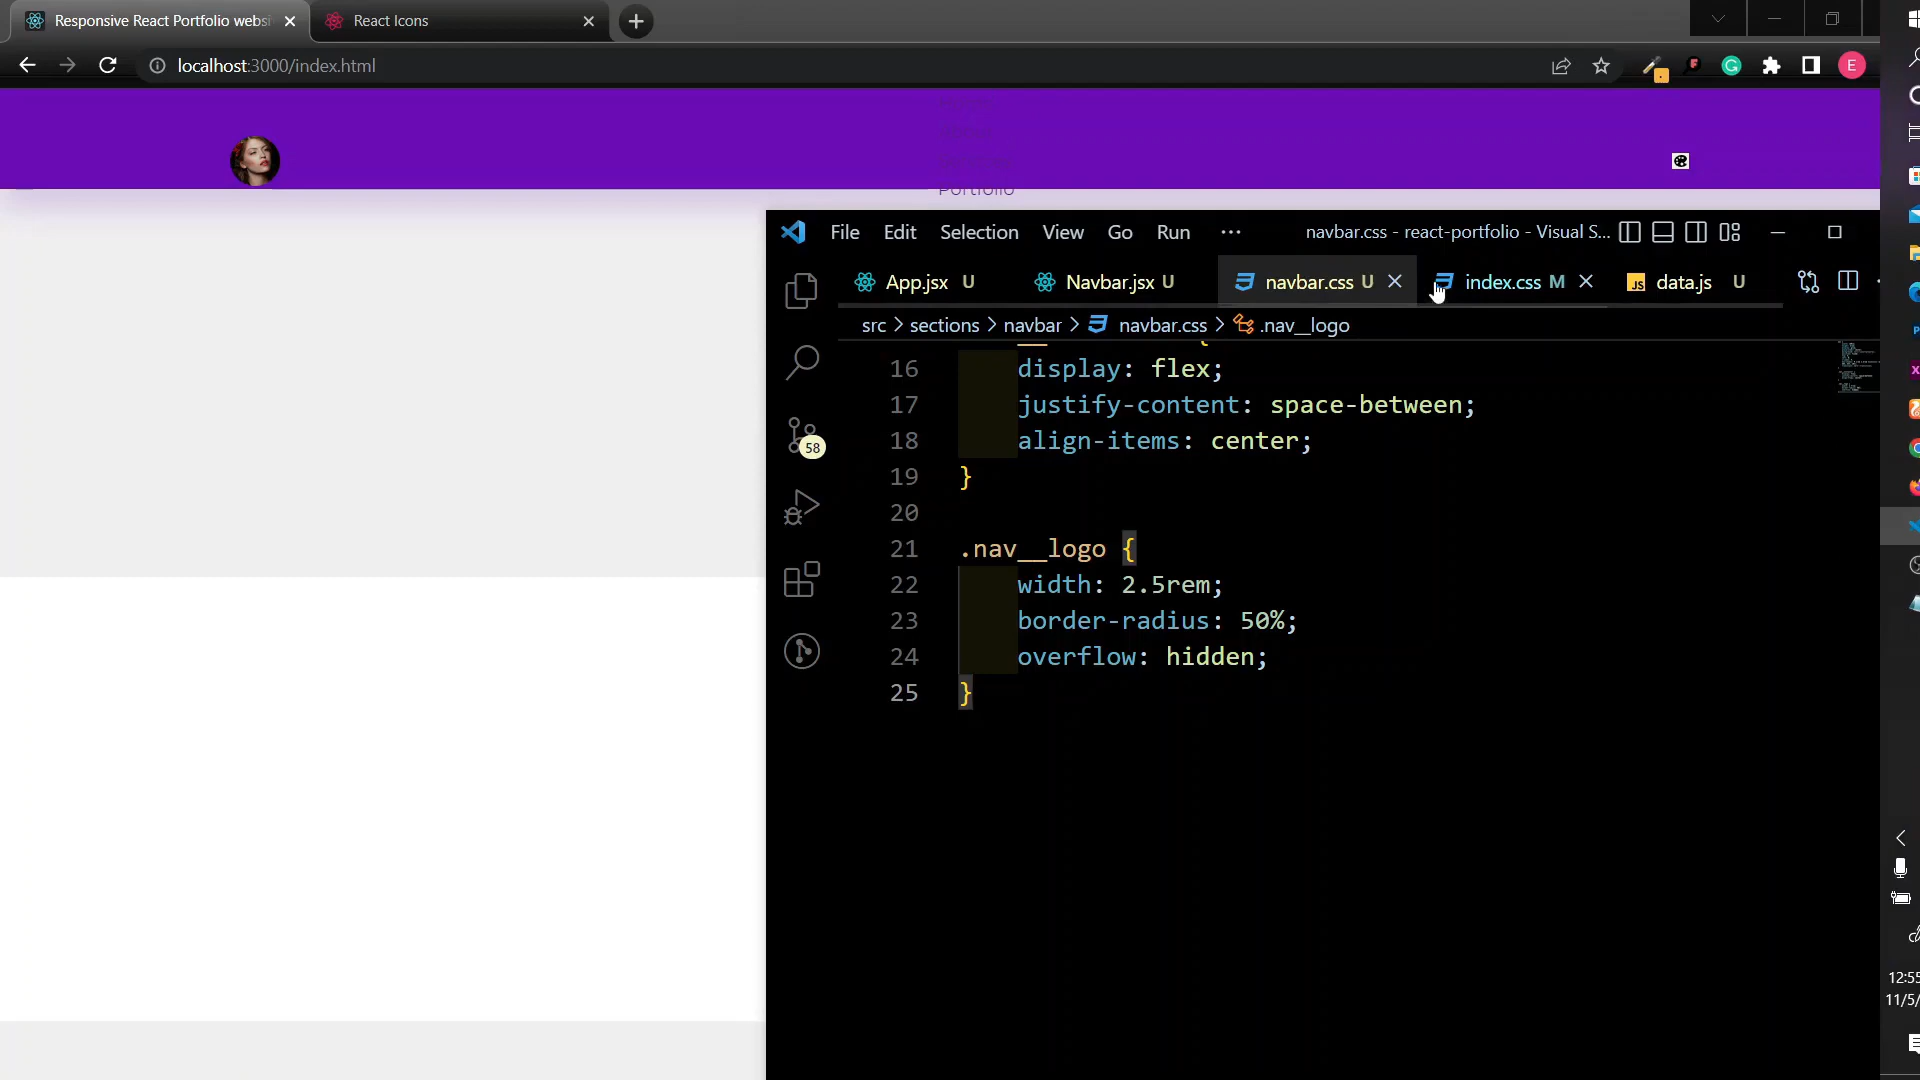 Responsive React Portfolio websi
React Icons
localhost:3000/index.html
E
Portfolio
File Edit Selection View Go Run ··· navbar.css - react-portfolio - Visual S...
App.jsx U Navbar.jsx U navbar.css U index.css M data.js U
src > sections > navbar > navbar.css > .nav__logo
58
16 display: flex;
17 justify-content: space-between;
18 align-items: center;
19 }
20
21 .nav__logo {
22 width: 2.5rem;
23 border-radius: 50%;
24 overflow: hidden;
25 }
12:55
11/5/